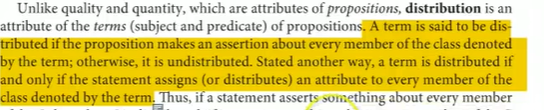 Unlike quality and quantity, which are attributes of propositions, distribution is an
attribute of the terms (subject and predicate) of propositions. A term is said to be dis-
tributed if the proposition makes an assertion about every member of the class denoted
by the term; otherwise, it is undistributed. Stated another way, a term is distributed if
and only if the statement assigns (or distributes) an attribute to every member of the
class denoted by the term. Thus, if a statement asserts something about every member